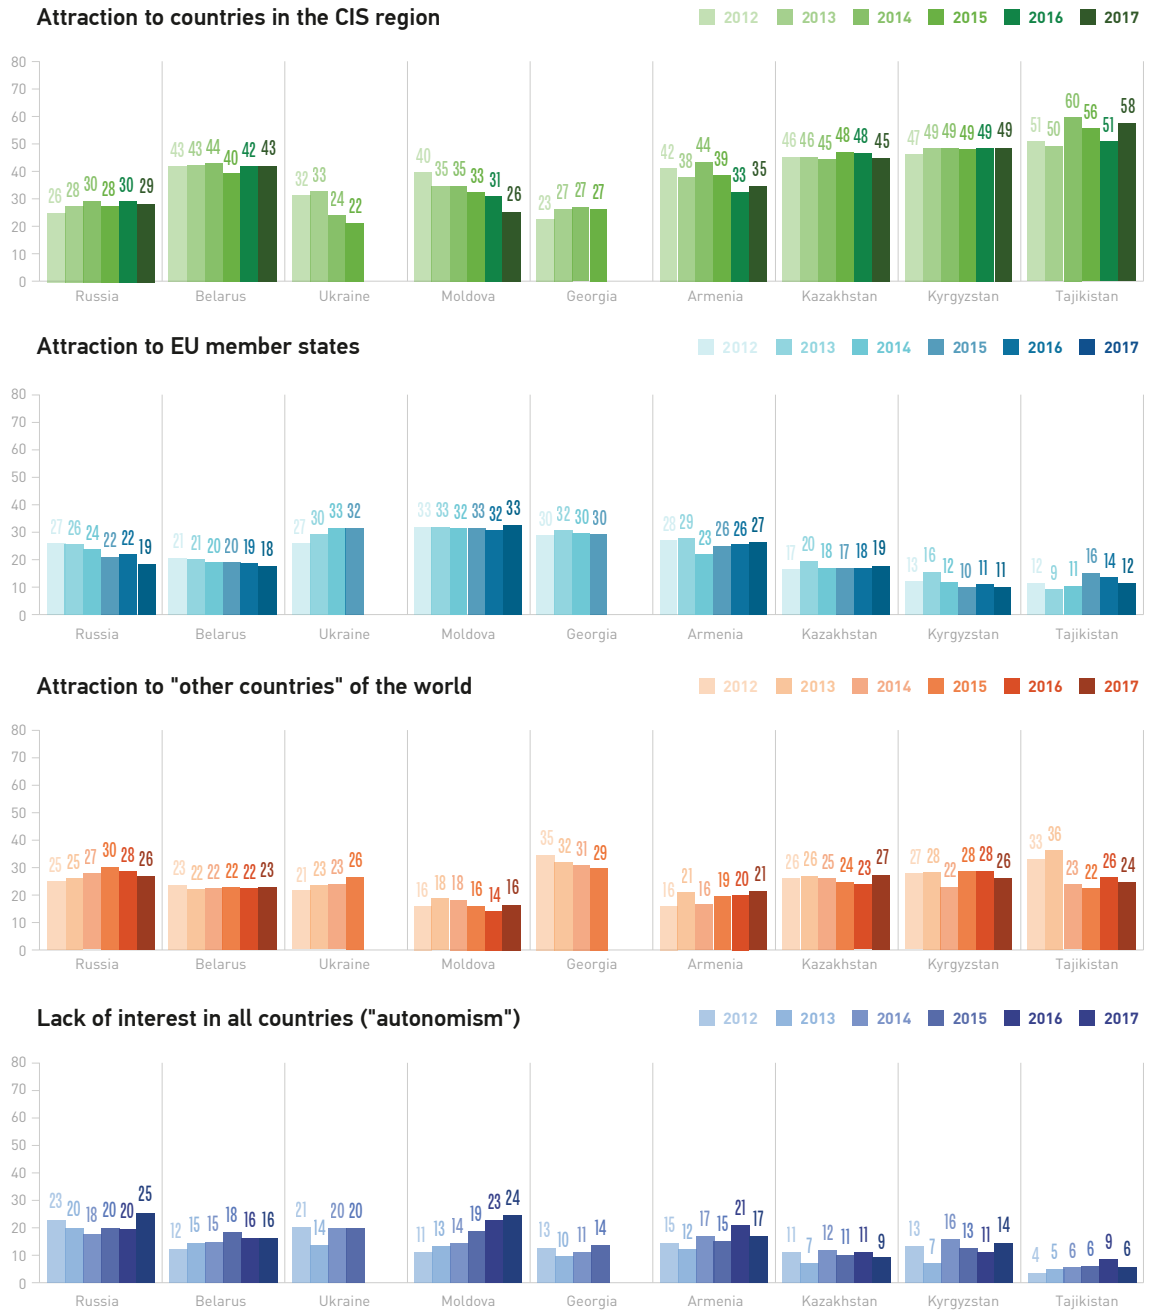 Attraction to countries in the CIS region
2012 2013 2014 2015 2016 2017
80
70
60
50
40
30
20
10
0
26 28 30 28 30 29
43 43 44 40 42 43
32 33 24 22
40 35 35 33 31 26
23 27 27 27
42 38 44 39 33 35
46 46 45 48 48 45
47 49 49 49 49 49
51 50 60 56 51 58
Russia Belarus Ukraine Moldova Georgia Armenia Kazakhstan Kyrgyzstan Tajikistan
Attraction to EU member states
2012 2013 2014 2015 2016 2017
80
70
60
50
40
30
20
10
0
27 26 24 22 22 19
21 21 20 20 19 18
27 30 33 32
33 33 32 33 32 33
30 32 30 30
28 29 23 26 26 27
17 20 18 17 18 19
13 16 12 10 11 11
12 9 11 16 14 12
Russia Belarus Ukraine Moldova Georgia Armenia Kazakhstan Kyrgyzstan Tajikistan
Attraction to "other countries" of the world
2012 2013 2014 2015 2016 2017
80
70
60
50
40
30
20
10
0
25 25 27 30 28 26
23 22 22 22 22 23
21 23 23 26
16 18 18 16 14 16
35 32 31 29
16 21 16 19 20 21
26 26 25 24 23 27
27 28 22 28 28 26
33 36 23 22 26 24
Russia Belarus Ukraine Moldova Georgia Armenia Kazakhstan Kyrgyzstan Tajikistan
Lack of interest in all countries ("autonomism")
2012 2013 2014 2015 2016 2017
80
70
60
50
40
30
20
10
0
23 20 18 20 20 25
12 15 15 18 16 16
21 14 20 20
11 13 14 19 23 24
13 10 11 14
15 12 17 15 21 17
11 7 12 11 11 9
13 7 16 13 11 14
4 5 6 6 9 6
Russia Belarus Ukraine Moldova Georgia Armenia Kazakhstan Kyrgyzstan Tajikistan